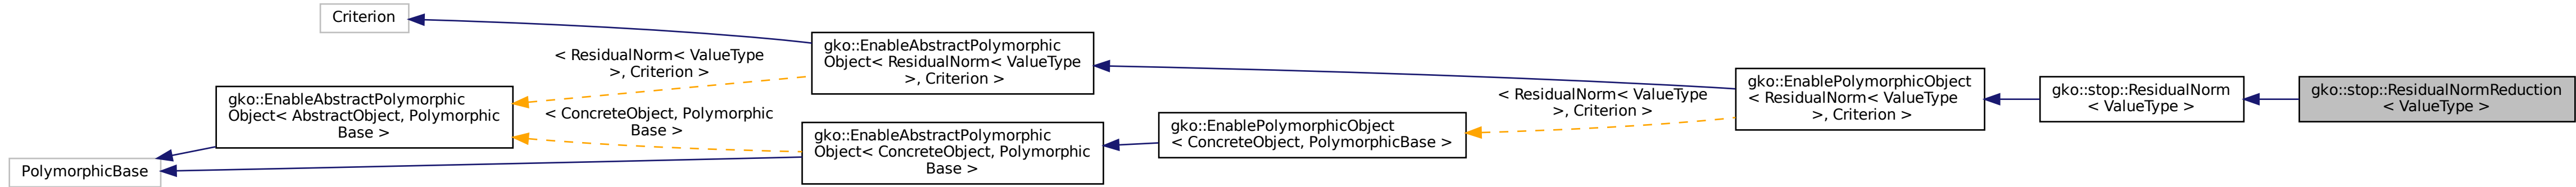 Criterion
gko::EnableAbstractPolymorphic
Object< ResidualNorm< ValueType
>, Criterion >
< ResidualNorm< ValueType
>, Criterion >
gko::EnableAbstractPolymorphic
Object< AbstractObject, Polymorphic
Base >
< ConcreteObject, Polymorphic
Base >
PolymorphicBase
gko::EnableAbstractPolymorphic
Object< ConcreteObject, Polymorphic
Base >
gko::EnablePolymorphicObject
< ConcreteObject, PolymorphicBase >
< ResidualNorm< ValueType
>, Criterion >
gko::EnablePolymorphicObject
< ResidualNorm< ValueType
>, Criterion >
gko::stop::ResidualNorm
< ValueType >
gko::stop::ResidualNormReduction
< ValueType >